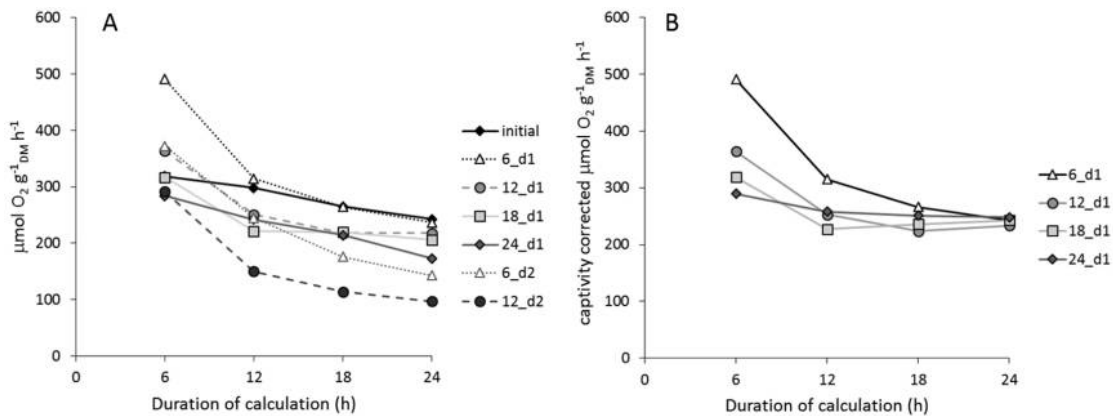 A
600
500
400
300
200
100
0
µmol O₂ g⁻¹DM h⁻¹
0 6 12 18 24
Duration of calculation (h)
initial
6_d1
12_d1
18_d1
24_d1
6_d2
12_d2
B
600
500
400
300
200
100
0
captivity corrected µmol O₂ g⁻¹DM h⁻¹
0 6 12 18 24
Duration of calculation (h)
6_d1
12_d1
18_d1
24_d1